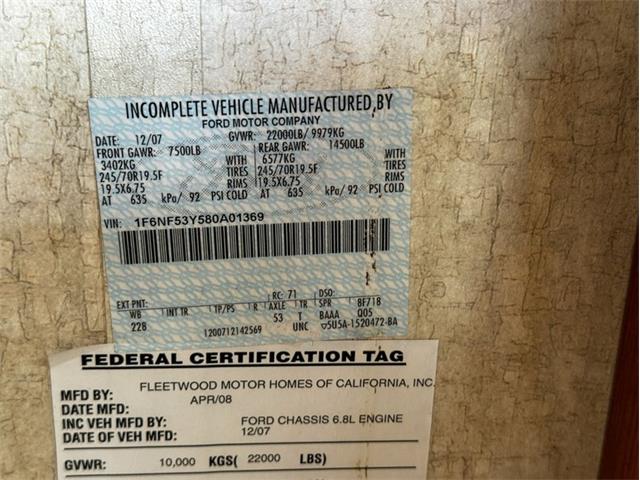 INCOMPLETE VEHICLE MANUFACTURED BY
FORD MOTOR COMPANY
DATE: 12/07 GVWR: 22000LB/ 9979KG
FRONT GAWR: 7500LB REAR GAWR: 14500LB
3402KG WITH 6577KG WITH
245/70R19.5F TIRES 245/70R19.5F TIRES
19.5X6.75 RIMS 19.5X6.75 RIMS
AT 635 kPa/ 92 PSI COLD AT 635 kPa/ 92 PSI COLD
VIN: 1F6NF53Y580A01369
EXT PNT: RC: 71 DSO:
WB INT TR TP/PS R AXLE TR SPR 8F718
228 53 T BAAA Q05
1200712142569 UNC 5U5A-1520472-BA
FEDERAL CERTIFICATION TAG
MFD BY: FLEETWOOD MOTOR HOMES OF CALIFORNIA, INC.
DATE MFD: APR/08
INC VEH MFD BY: FORD CHASSIS 6.8L ENGINE
DATE OF VEH MFD: 12/07
GVWR: 10,000 KGS( 22000 LBS)